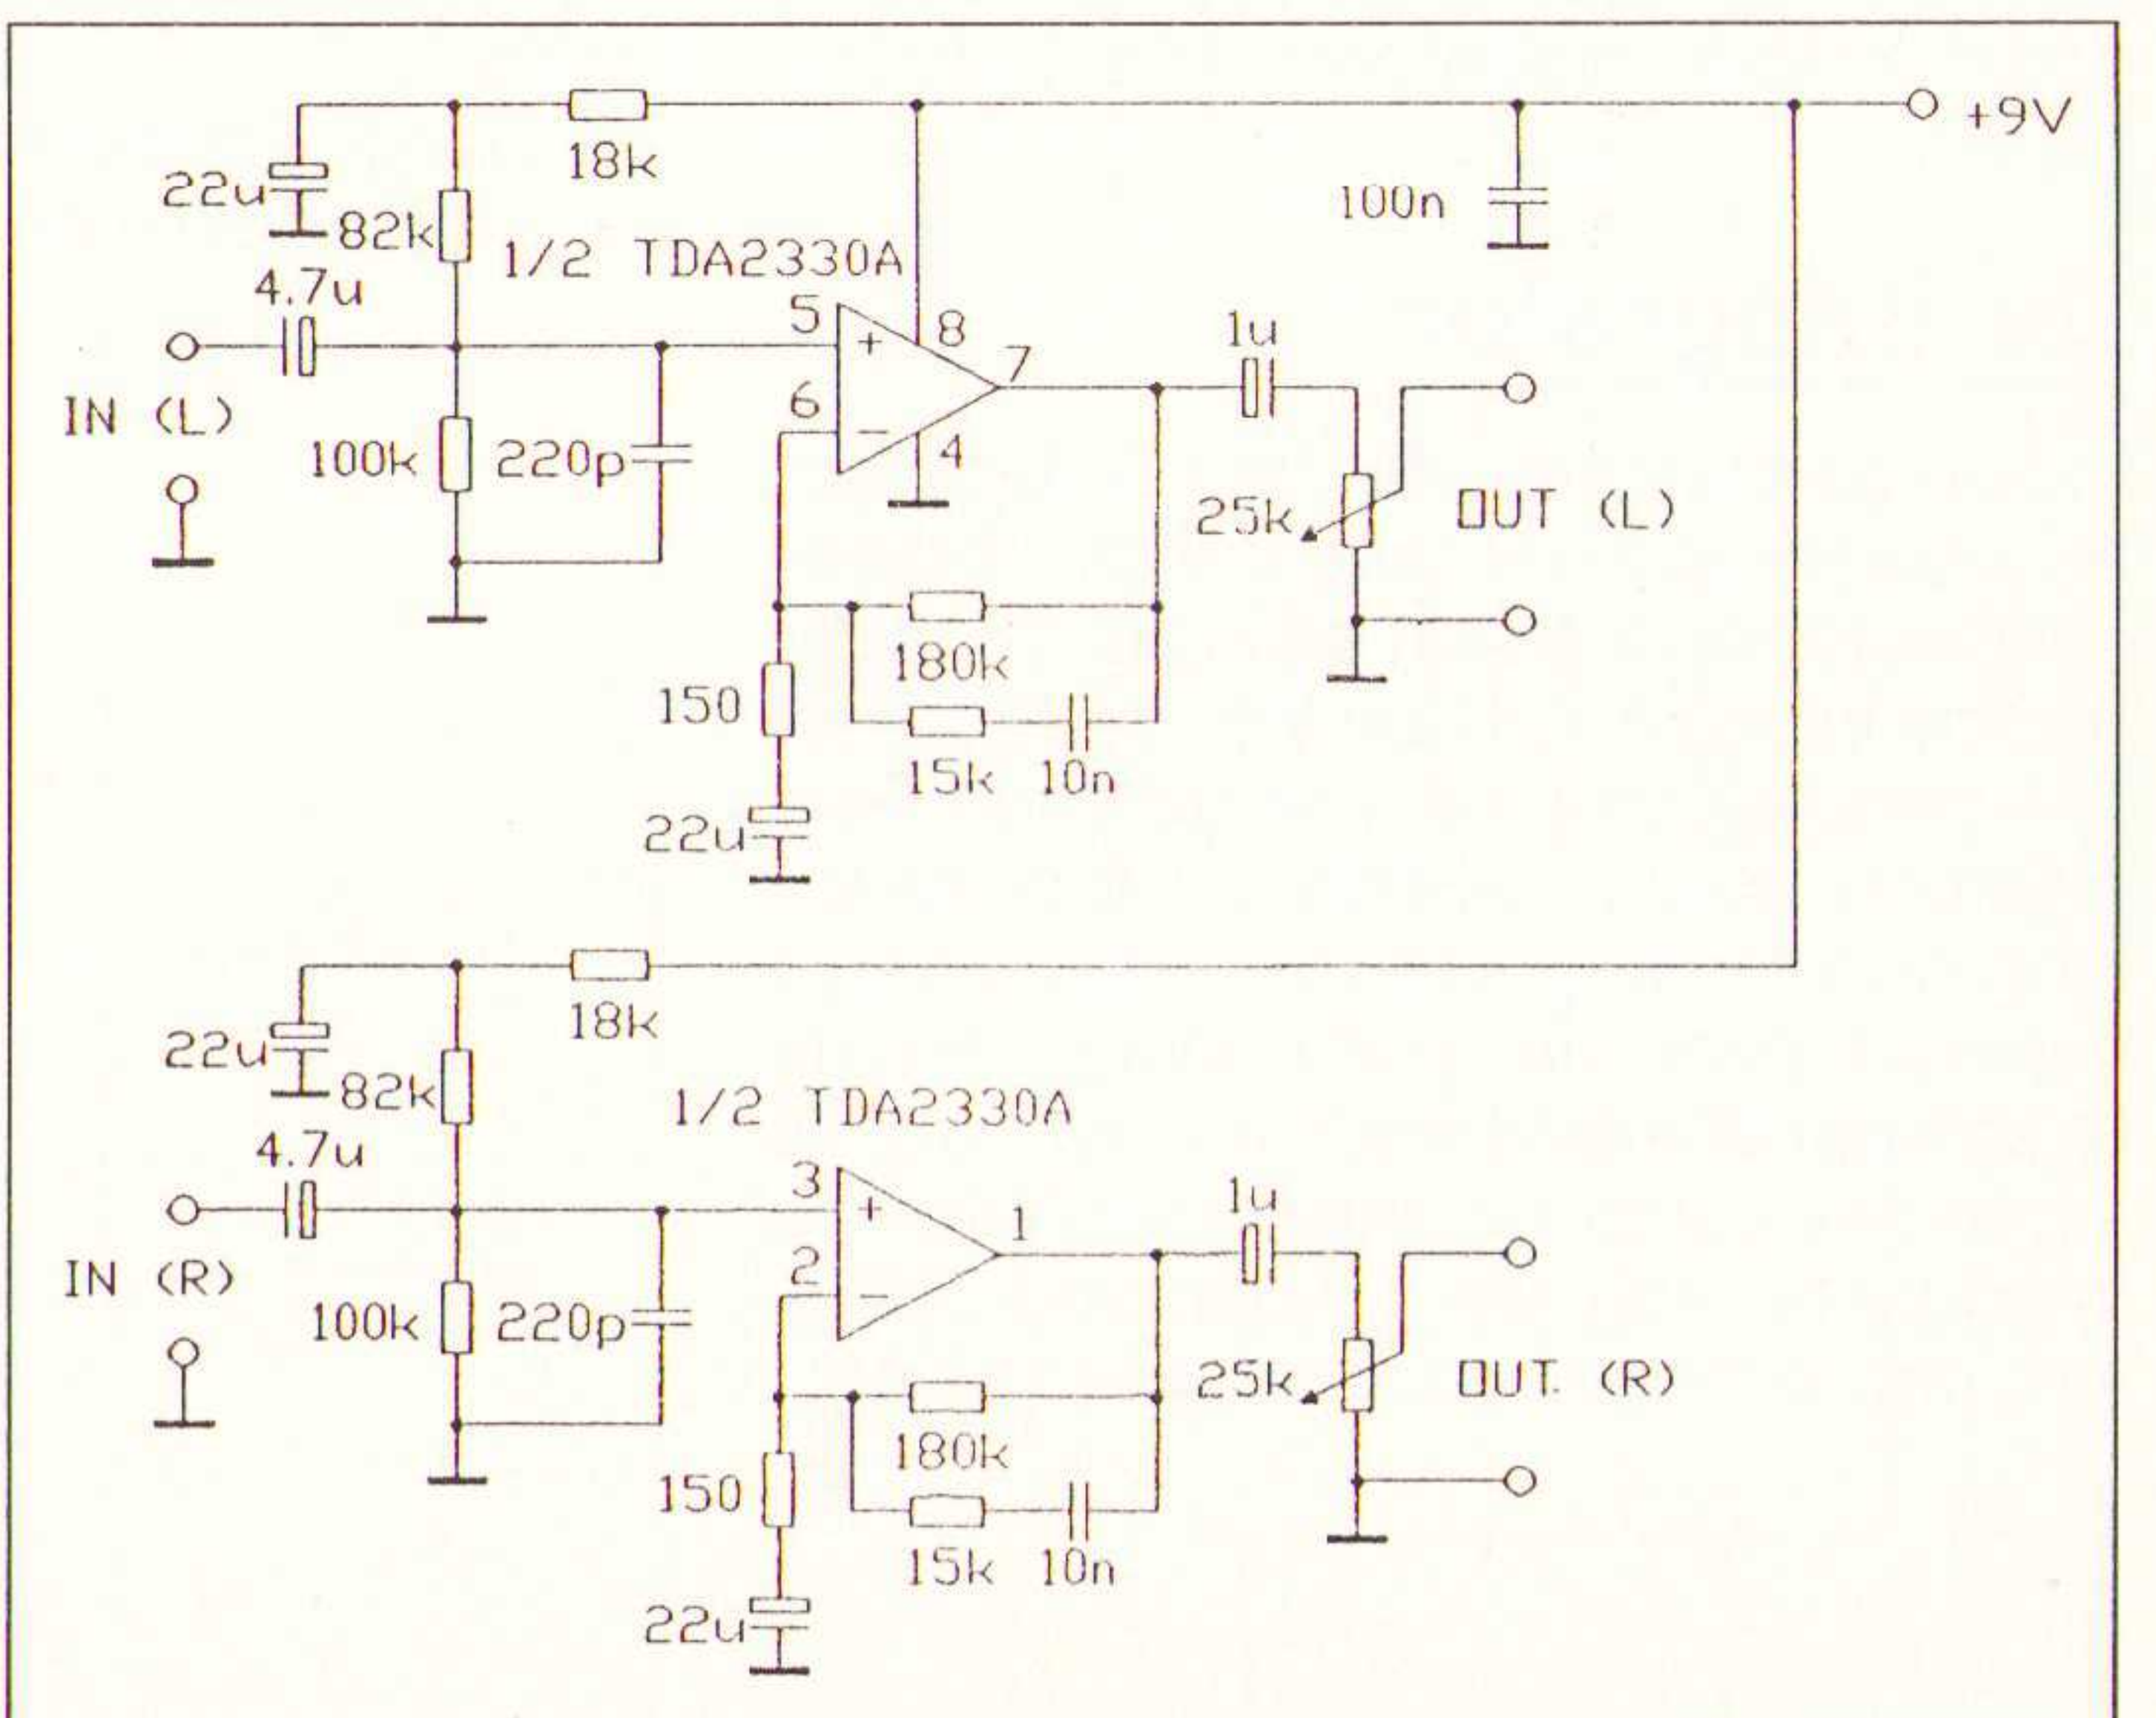 +9V
18k
22u
82k
100n
1/2 TDA2330A
4.7u
5
8
1u
7
+
6
IN (L)
−
4
100k
220p
25k
OUT (L)
180k
150
15k
10n
22u
18k
22u
82k
1/2 TDA2330A
4.7u
3
1u
+
1
2
IN (R)
−
100k
220p
25k
OUT (R)
180k
150
15k
10n
22u